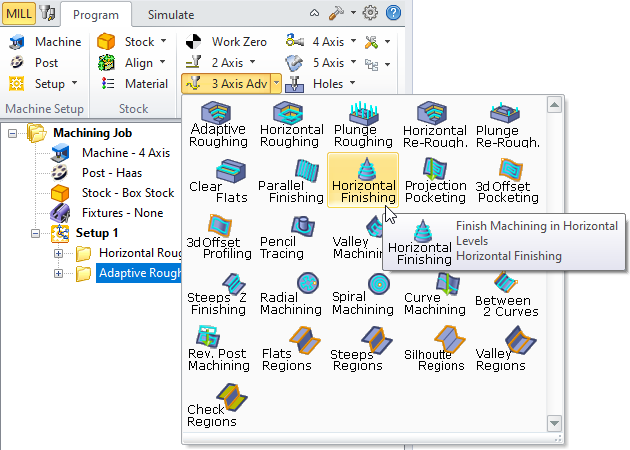 MILL Program Simulate
Machine Stock Work Zero 4 Axis
Post Align 2 Axis 5 Axis
Setup Material 3 Axis Adv Holes
Machine Setup Stock
Machining Job
Machine - 4 Axis
Post - Haas
Stock - Box Stock
Fixtures - None
Setup 1
Horizontal Roug
Adaptive Rough
Adaptive Roughing
Horizontal Roughing
Plunge Roughing
Horizontal Re-Rough.
Plunge Re-Rough.
Clear Flats
Parallel Finishing
Horizontal Finishing
Projection Pocketing
3d Offset Pocketing
3d Offset Profiling
Pencil Tracing
Valley Machin
Horizontal Finishing
Finish Machining in Horizontal
Levels
Horizontal Finishing
Steeps Z Finishing
Radial Machining
Spiral Machining
Curve Machining
Between 2 Curves
Rev. Post Machining
Flats Regions
Steeps Regions
Silhoutte Regions
Valley Regions
Check Regions